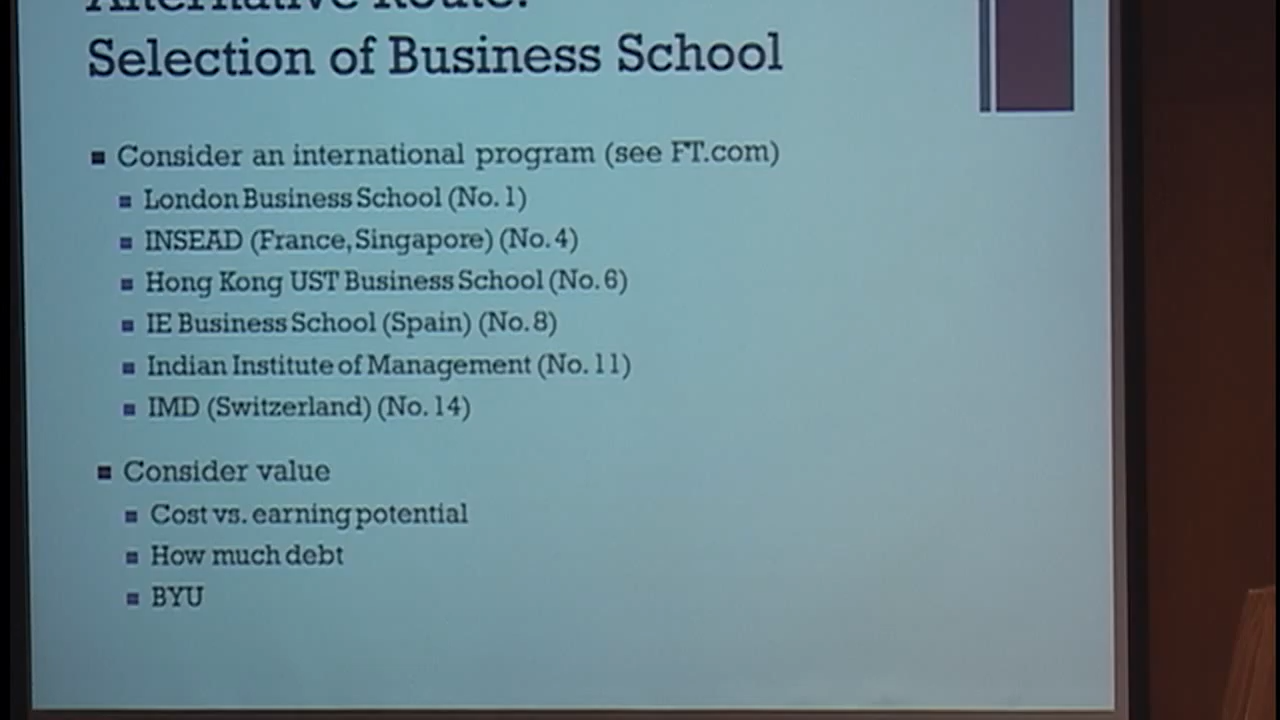 Alternative Route:
Selection of Business School
Consider an international program (see FT.com)
London Business School (No. 1)
INSEAD (France, Singapore) (No. 4)
Hong Kong UST Business School (No. 6)
IE Business School (Spain) (No. 8)
Indian Institute of Management (No. 11)
IMD (Switzerland) (No. 14)
Consider value
Cost vs. earning potential
How much debt
BYU